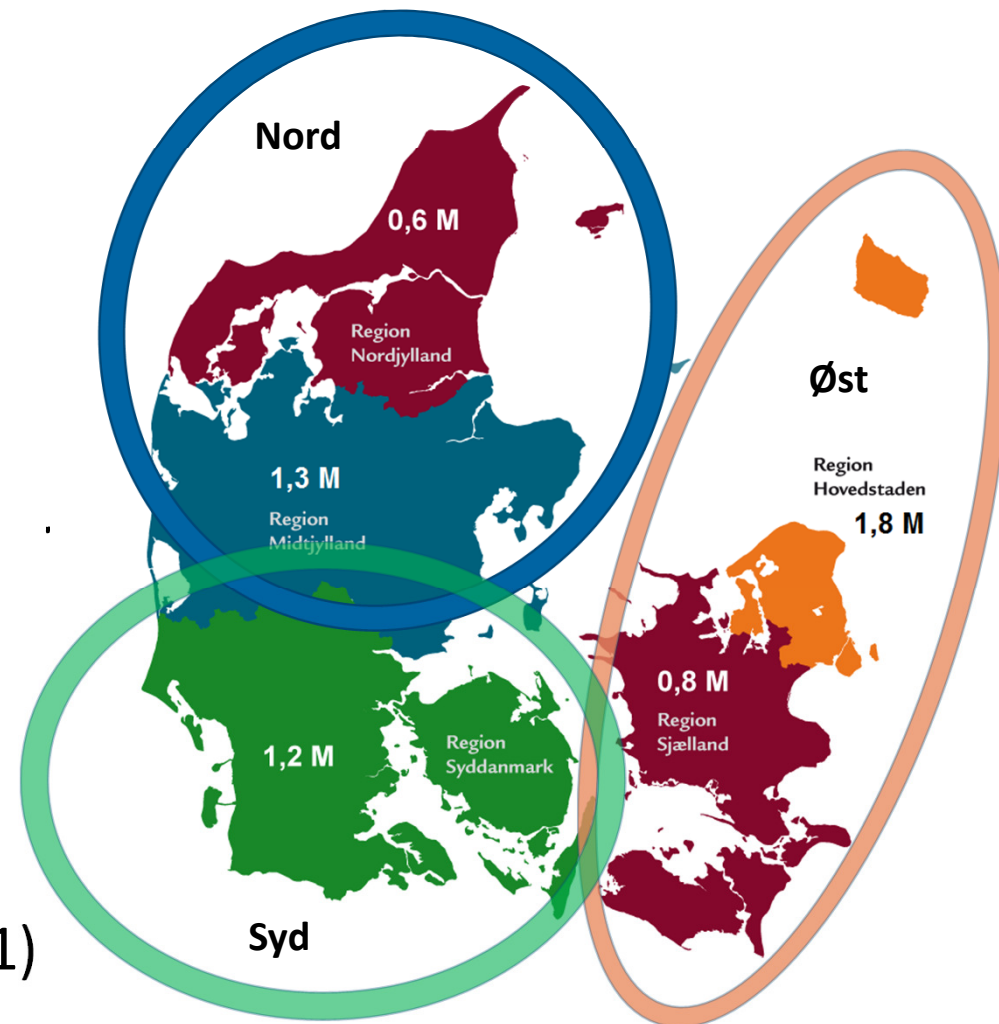 Nord
0,6 M
Region
Nordjylland
Øst
Region
Hovedstaden
1,8 M
1,3 M
Region
Midtjylland
.
0,8 M
Region
Sjælland
1,2 M
Region
Syddanmark
Syd
1)